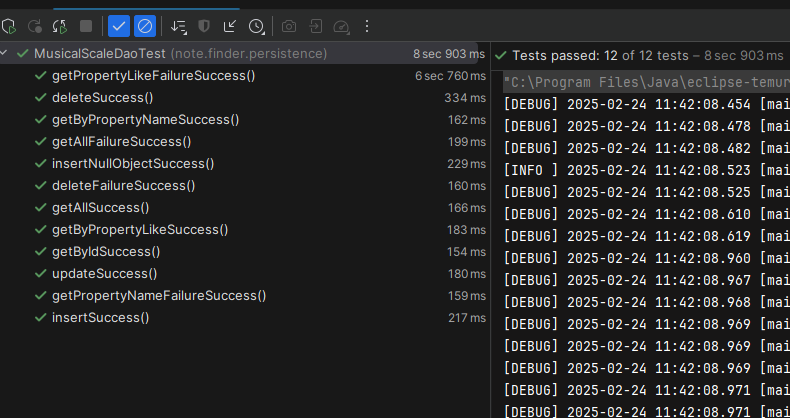 MusicalScaleDaoTest (note.finder.persistence) 8 sec 903 ms
getPropertyLikeFailureSuccess() 6 sec 760 ms
deleteSuccess() 334 ms
getByPropertyNameSuccess() 162 ms
getAllFailureSuccess() 199 ms
insertNullObjectSuccess() 229 ms
deleteFailureSuccess() 160 ms
getAllSuccess() 166 ms
getByPropertyLikeSuccess() 183 ms
getByIdSuccess() 154 ms
updateSuccess() 180 ms
getPropertyNameFailureSuccess() 159 ms
insertSuccess() 217 ms
Tests passed: 12 of 12 tests – 8 sec 903 ms
"C:\Program Files\Java\eclipse-temur
[DEBUG] 2025-02-24 11:42:08.454 [mai
[DEBUG] 2025-02-24 11:42:08.478 [mai
[DEBUG] 2025-02-24 11:42:08.482 [mai
[INFO ] 2025-02-24 11:42:08.523 [mai
[DEBUG] 2025-02-24 11:42:08.525 [mai
[DEBUG] 2025-02-24 11:42:08.610 [mai
[DEBUG] 2025-02-24 11:42:08.619 [mai
[DEBUG] 2025-02-24 11:42:08.960 [mai
[DEBUG] 2025-02-24 11:42:08.967 [mai
[DEBUG] 2025-02-24 11:42:08.968 [mai
[DEBUG] 2025-02-24 11:42:08.969 [mai
[DEBUG] 2025-02-24 11:42:08.969 [mai
[DEBUG] 2025-02-24 11:42:08.969 [mai
[DEBUG] 2025-02-24 11:42:08.971 [mai
[DEBUG] 2025-02-24 11:42:08.971 [mai